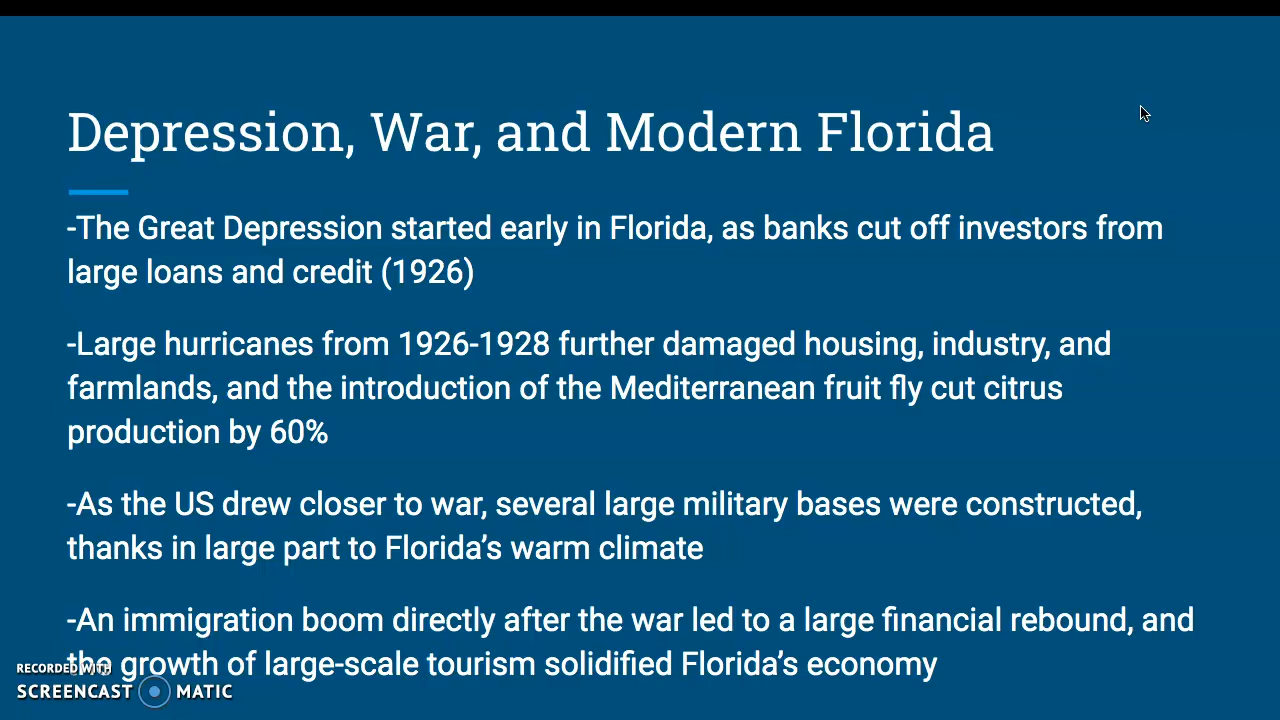 Depression, War, and Modern Florida
-The Great Depression started early in Florida, as banks cut off investors from
large loans and credit (1926)
-Large hurricanes from 1926-1928 further damaged housing, industry, and
farmlands, and the introduction of the Mediterranean fruit fly cut citrus
production by 60%
-As the US drew closer to war, several large military bases were constructed,
thanks in large part to Florida's warm climate
-An immigration boom directly after the war led to a large financial rebound, and
the growth of large-scale tourism solidified Florida's economy
RECORDED WITH
SCREENCAST MATIC